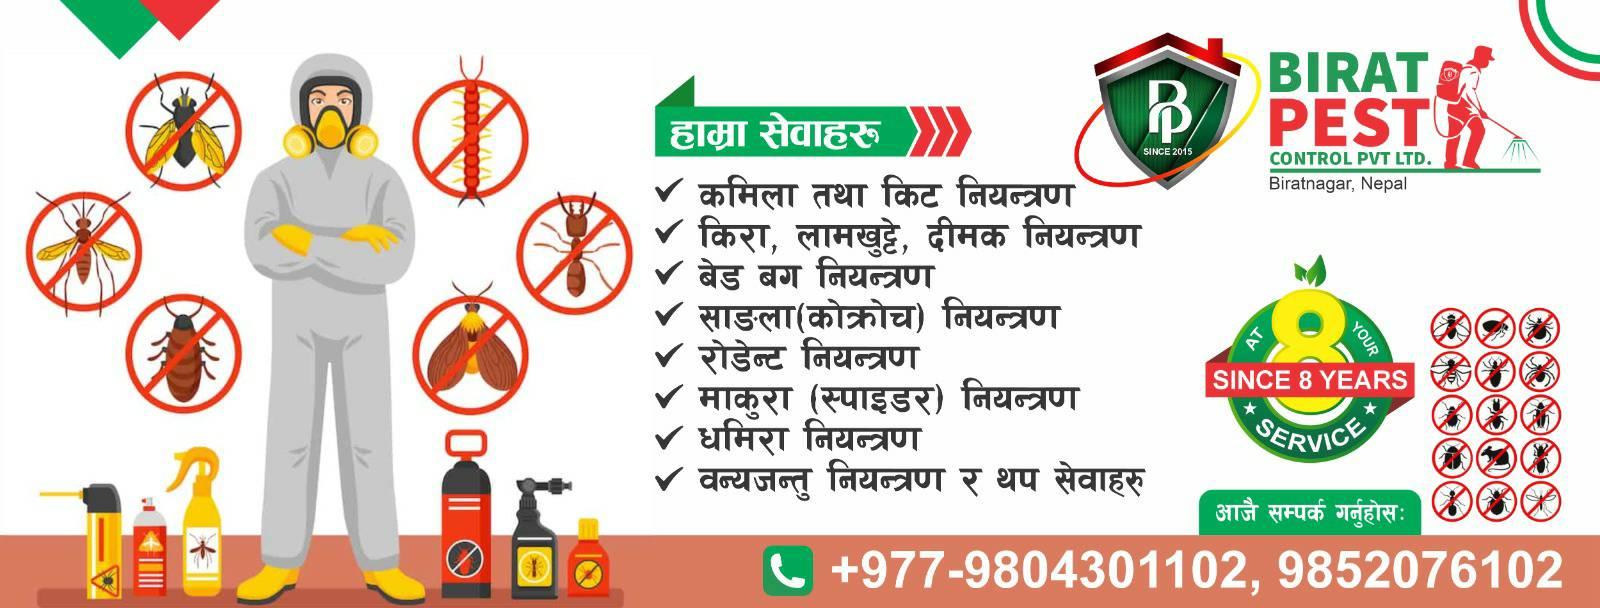 हाम्रा सेवाहरू
कमिला तथा किट नियन्त्रण
किरा, लामखुट्टे, दीमक नियन्त्रण
बेड बग नियन्त्रण
साङला(कोक्रोच) नियन्त्रण
रोडेन्ट नियन्त्रण
माकुरा (स्पाइडर) नियन्त्रण
धमिरा नियन्त्रण
वन्यजन्तु नियन्त्रण र थप सेवाहरु
BP
SINCE 2015
BIRAT
PEST
CONTROL PVT LTD.
Biratnagar, Nepal
AT 8 YOUR
SINCE 8 YEARS
SERVICE
आजै सम्पर्क गर्नुहोस:
+977-9804301102, 9852076102